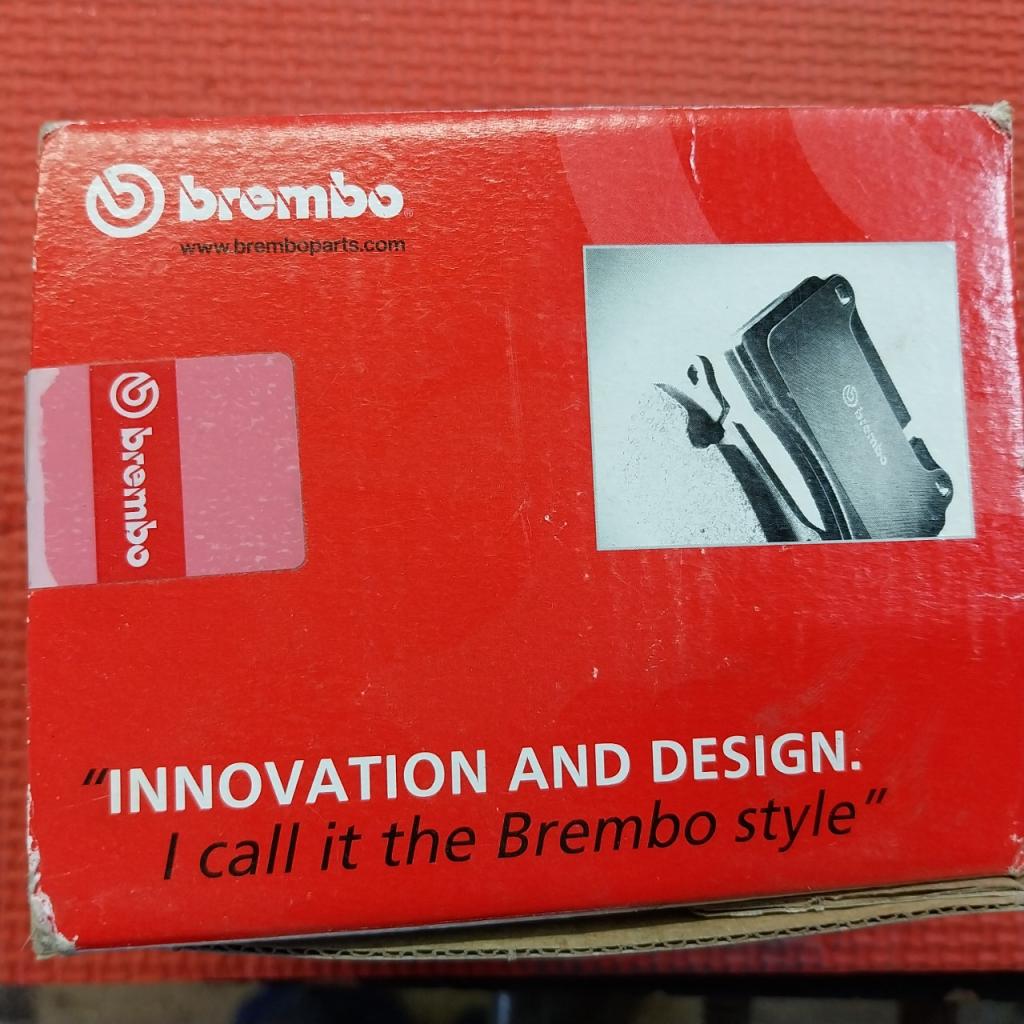 brembo®
www.bremboparts.com
brembo
brembo
"INNOVATION AND DESIGN.
I call it the Brembo style"